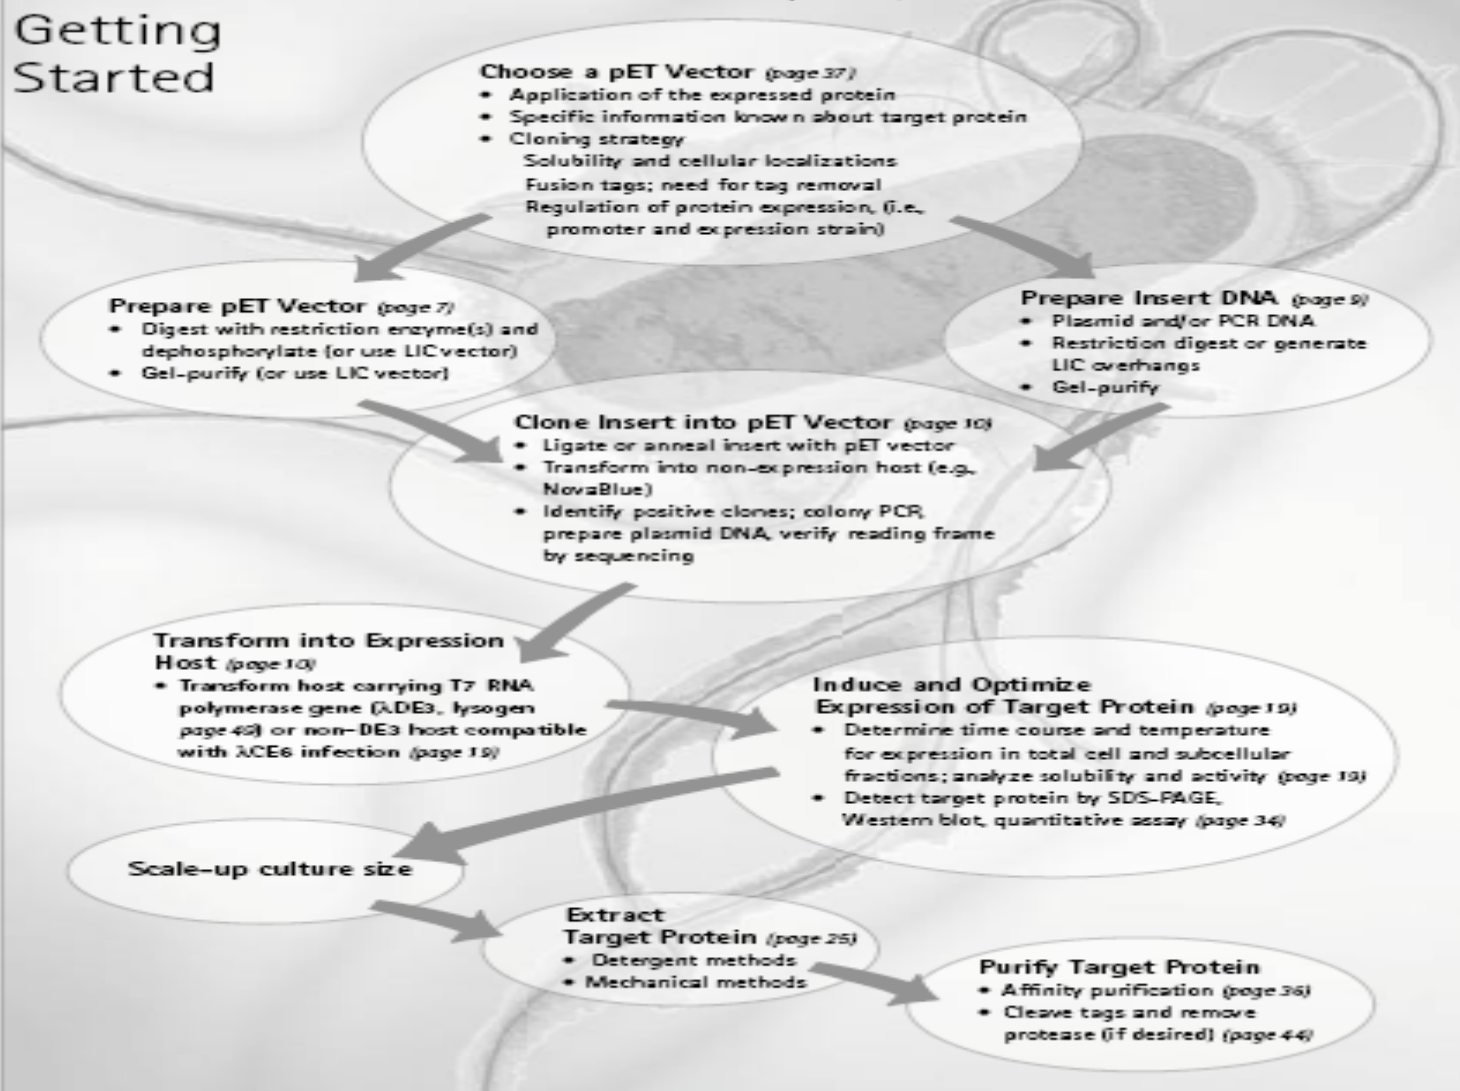 Getting
Started
Choose a pET Vector (page 37)
• Application of the expressed protein
• Specific information known about target protein
• Cloning strategy
Solubility and cellular localizations
Fusion tags; need for tag removal
Regulation of protein expression, (i.e.,
promoter and expression strain)
Prepare pET Vector (page 7)
• Digest with restriction enzyme(s) and
dephosphorylate (or use LIC vector)
• Gel-purify (or use LIC vector)
Prepare Insert DNA (page 9)
• Plasmid and/or PCR DNA
• Restriction digest or generate
LIC overhangs
• Gel-purify
Clone Insert into pET Vector (page 10)
• Ligate or anneal insert with pET vector
• Transform into non-expression host (e.g.,
NovaBlue)
• Identify positive clones; colony PCR,
prepare plasmid DNA, verify reading frame
by sequencing
Transform into Expression
Host (page 10)
• Transform host carrying T7 RNA
polymerase gene (λDE3, lysogen
page) or non-DE3 host compatible
with λCE6 infection (page 19)
Induce and Optimize
Expression of Target Protein (page 19)
• Determine time course and temperature
for expression in total cell and subcellular
fractions; analyze solubility and activity (page 19)
• Detect target protein by SDS-PAGE,
Western blot, quantitative assay (page 34)
Scale-up culture size
Extract
Target Protein (page 25)
• Detergent methods
• Mechanical methods
Purify Target Protein
• Affinity purification (page 36)
• Cleave tags and remove
protease (if desired) (page 44)